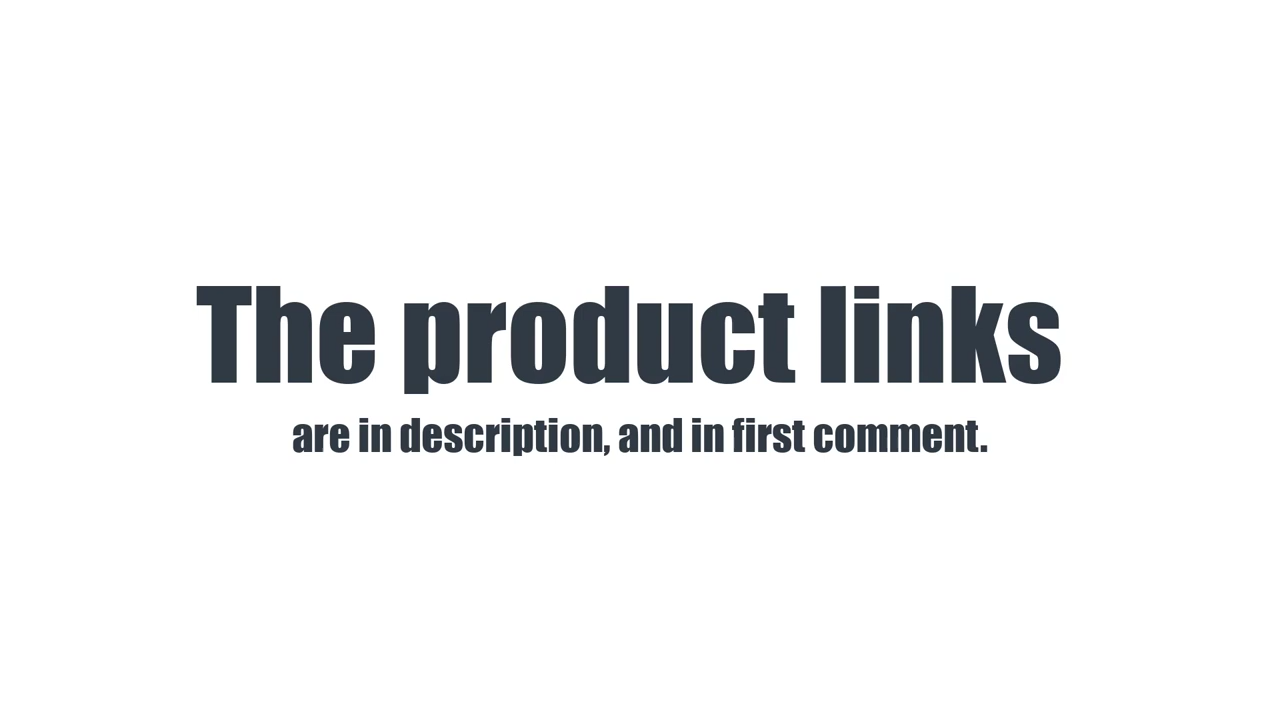 The product links
are in description, and in first comment.